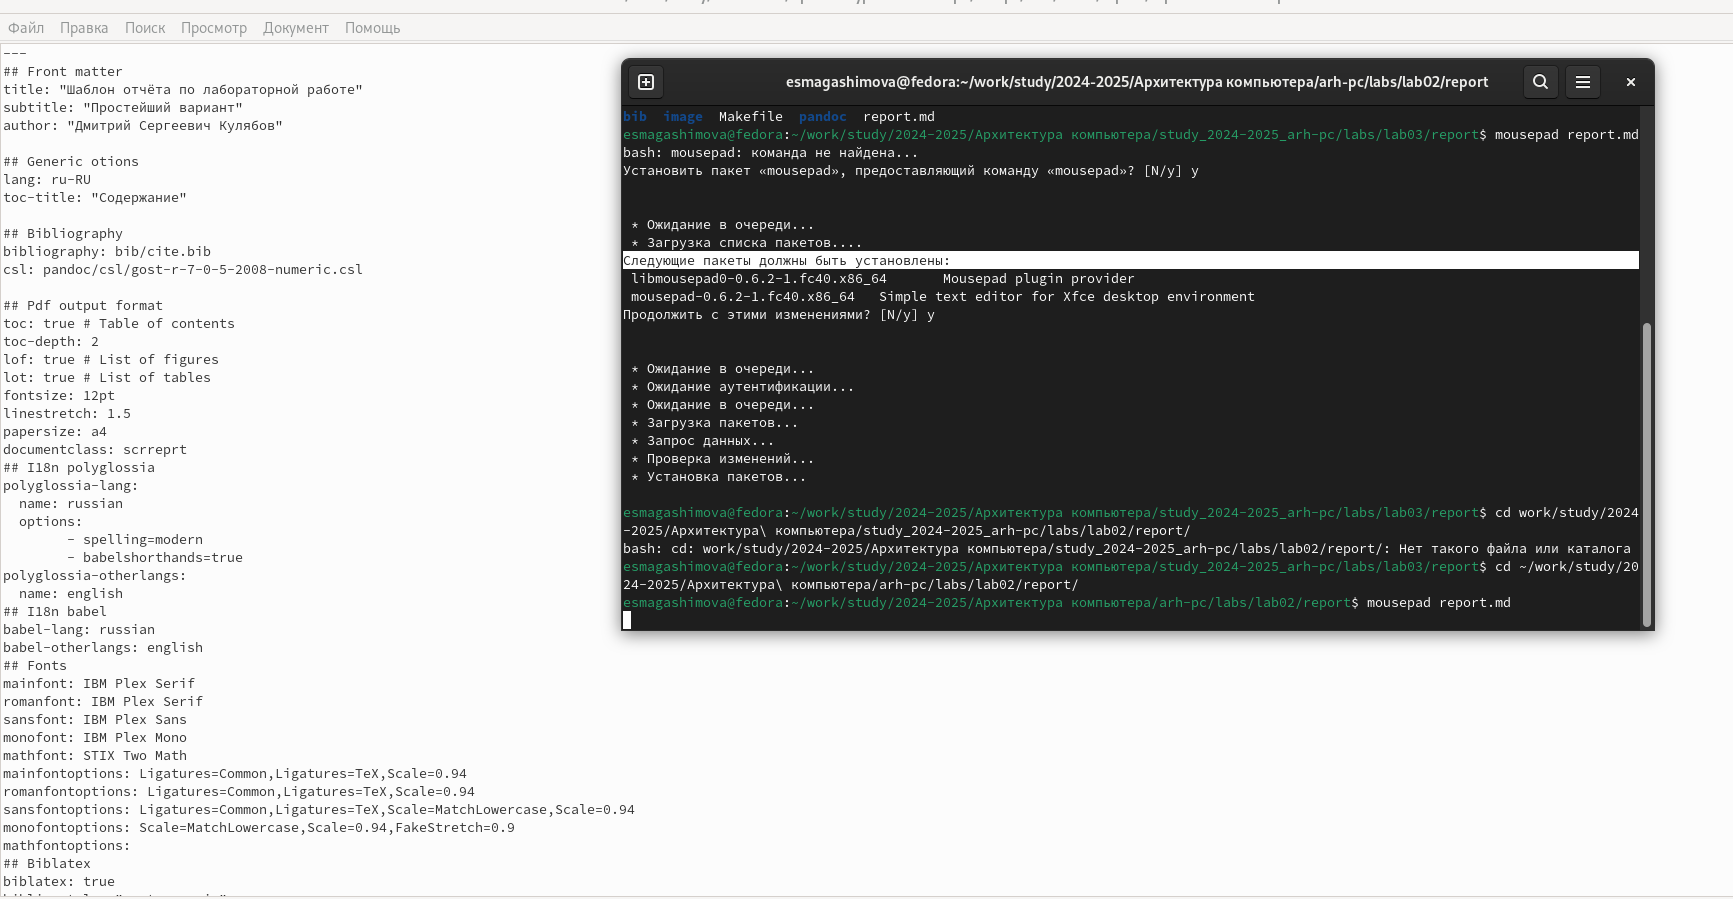 Файл Правка Поиск Просмотр Документ Помощь
---
## Front matter
title: "Шаблон отчёта по лабораторной работе"
subtitle: "Простейший вариант"
author: "Дмитрий Сергеевич Кулябов"
## Generic otions
lang: ru-RU
toc-title: "Содержание"
## Bibliography
bibliography: bib/cite.bib
csl: pandoc/csl/gost-r-7-0-5-2008-numeric.csl
## Pdf output format
toc: true # Table of contents
toc-depth: 2
lof: true # List of figures
lot: true # List of tables
fontsize: 12pt
linestretch: 1.5
papersize: a4
documentclass: scrreprt
## I18n polyglossia
polyglossia-lang:
  name: russian
  options:
        - spelling=modern
        - babelshorthands=true
polyglossia-otherlangs:
  name: english
## I18n babel
babel-lang: russian
babel-otherlangs: english
## Fonts
mainfont: IBM Plex Serif
romanfont: IBM Plex Serif
sansfont: IBM Plex Sans
monofont: IBM Plex Mono
mathfont: STIX Two Math
mainfontoptions: Ligatures=Common,Ligatures=TeX,Scale=0.94
romanfontoptions: Ligatures=Common,Ligatures=TeX,Scale=0.94
sansfontoptions: Ligatures=Common,Ligatures=TeX,Scale=MatchLowercase,Scale=0.94
monofontoptions: Scale=MatchLowercase,Scale=0.94,FakeStretch=0.9
mathfontoptions:
## Biblatex
biblatex: true
esmagashimova@fedora:~/work/study/2024-2025/Архитектура компьютера/arh-pc/labs/lab02/report
bib  image  Makefile  pandoc  report.md
esmagashimova@fedora:~/work/study/2024-2025/Архитектура компьютера/study_2024-2025_arh-pc/labs/lab03/report$ mousepad report.md
bash: mousepad: команда не найдена...
Установить пакет «mousepad», предоставляющий команду «mousepad»? [N/y] y
 * Ожидание в очереди...
 * Загрузка списка пакетов....
Следующие пакеты должны быть установлены:
 libmousepad0-0.6.2-1.fc40.x86_64       Mousepad plugin provider
 mousepad-0.6.2-1.fc40.x86_64   Simple text editor for Xfce desktop environment
Продолжить с этими изменениями? [N/y] y
 * Ожидание в очереди...
 * Ожидание аутентификации...
 * Ожидание в очереди...
 * Загрузка пакетов...
 * Запрос данных...
 * Проверка изменений...
 * Установка пакетов...
esmagashimova@fedora:~/work/study/2024-2025/Архитектура компьютера/study_2024-2025_arh-pc/labs/lab03/report$ cd work/study/2024
-2025/Архитектура\ компьютера/study_2024-2025_arh-pc/labs/lab02/report/
bash: cd: work/study/2024-2025/Архитектура компьютера/study_2024-2025_arh-pc/labs/lab02/report/: Нет такого файла или каталога
esmagashimova@fedora:~/work/study/2024-2025/Архитектура компьютера/study_2024-2025_arh-pc/labs/lab03/report$ cd ~/work/study/20
24-2025/Архитектура\ компьютера/arh-pc/labs/lab02/report/
esmagashimova@fedora:~/work/study/2024-2025/Архитектура компьютера/arh-pc/labs/lab02/report$ mousepad report.md